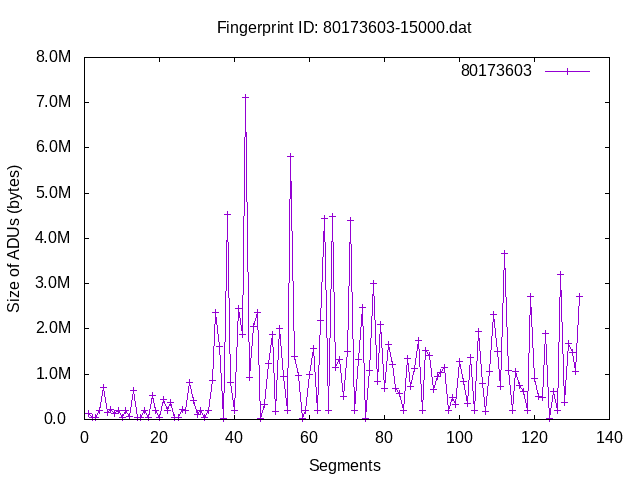 Fingerprint ID: 80173603-15000.dat
80173603
8.0M
7.0M
6.0M
5.0M
4.0M
3.0M
2.0M
1.0M
0.0
Size of ADUs (bytes)
0 20 40 60 80 100 120 140
Segments